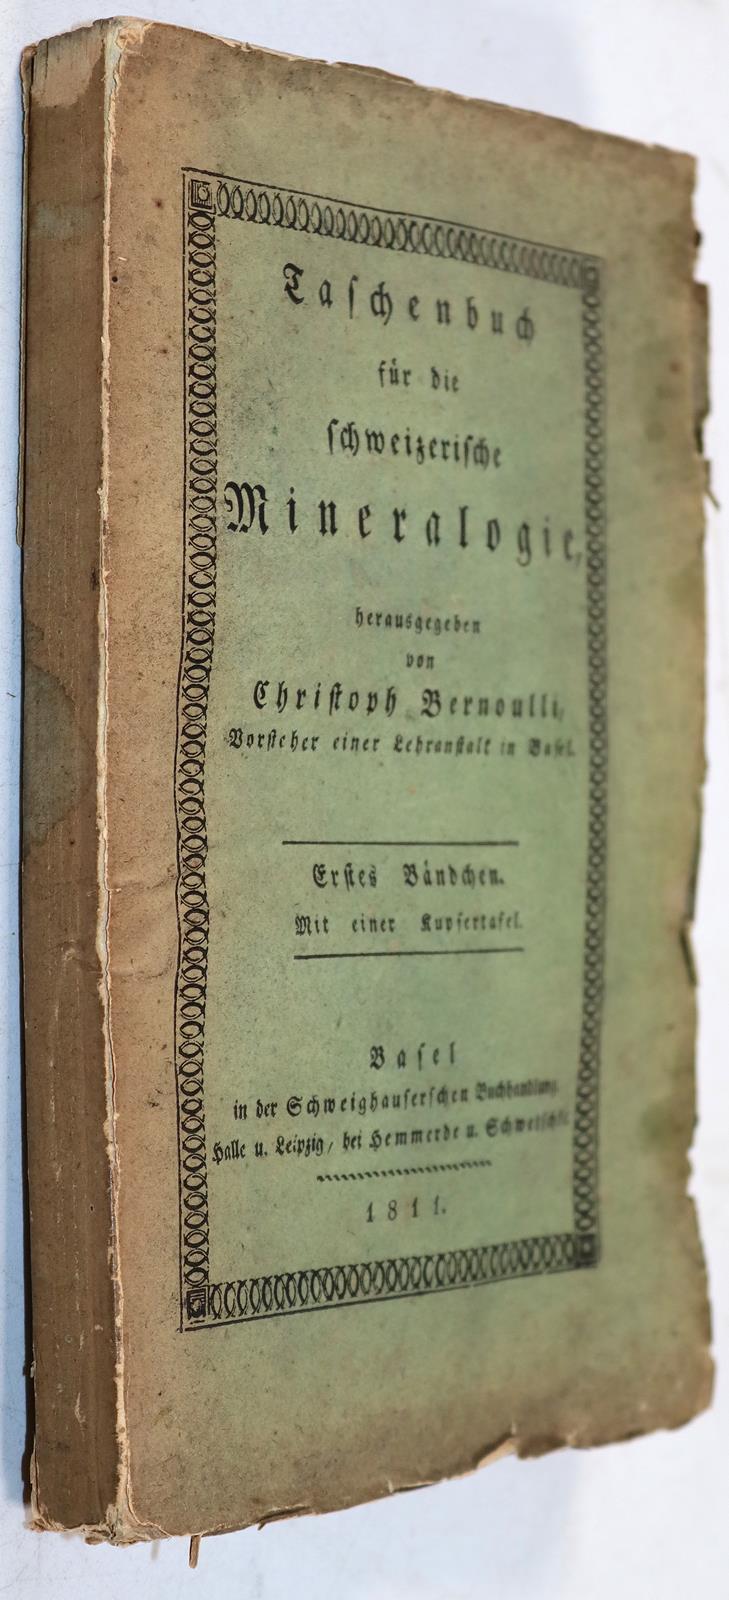 Taschenbuch
für die
schweizerische
Mineralogie,
herausgegeben
von
Christoph Bernoulli,
Vorsteher einer Lehranstalt in Basel.
Erstes Bändchen.
Mit einer Kupfertafel.
Basel
in der Schweighauserschen Buchhandlung.
Halle u. Leipzig, bei Hemmerde u. Schwetschke.
1811.